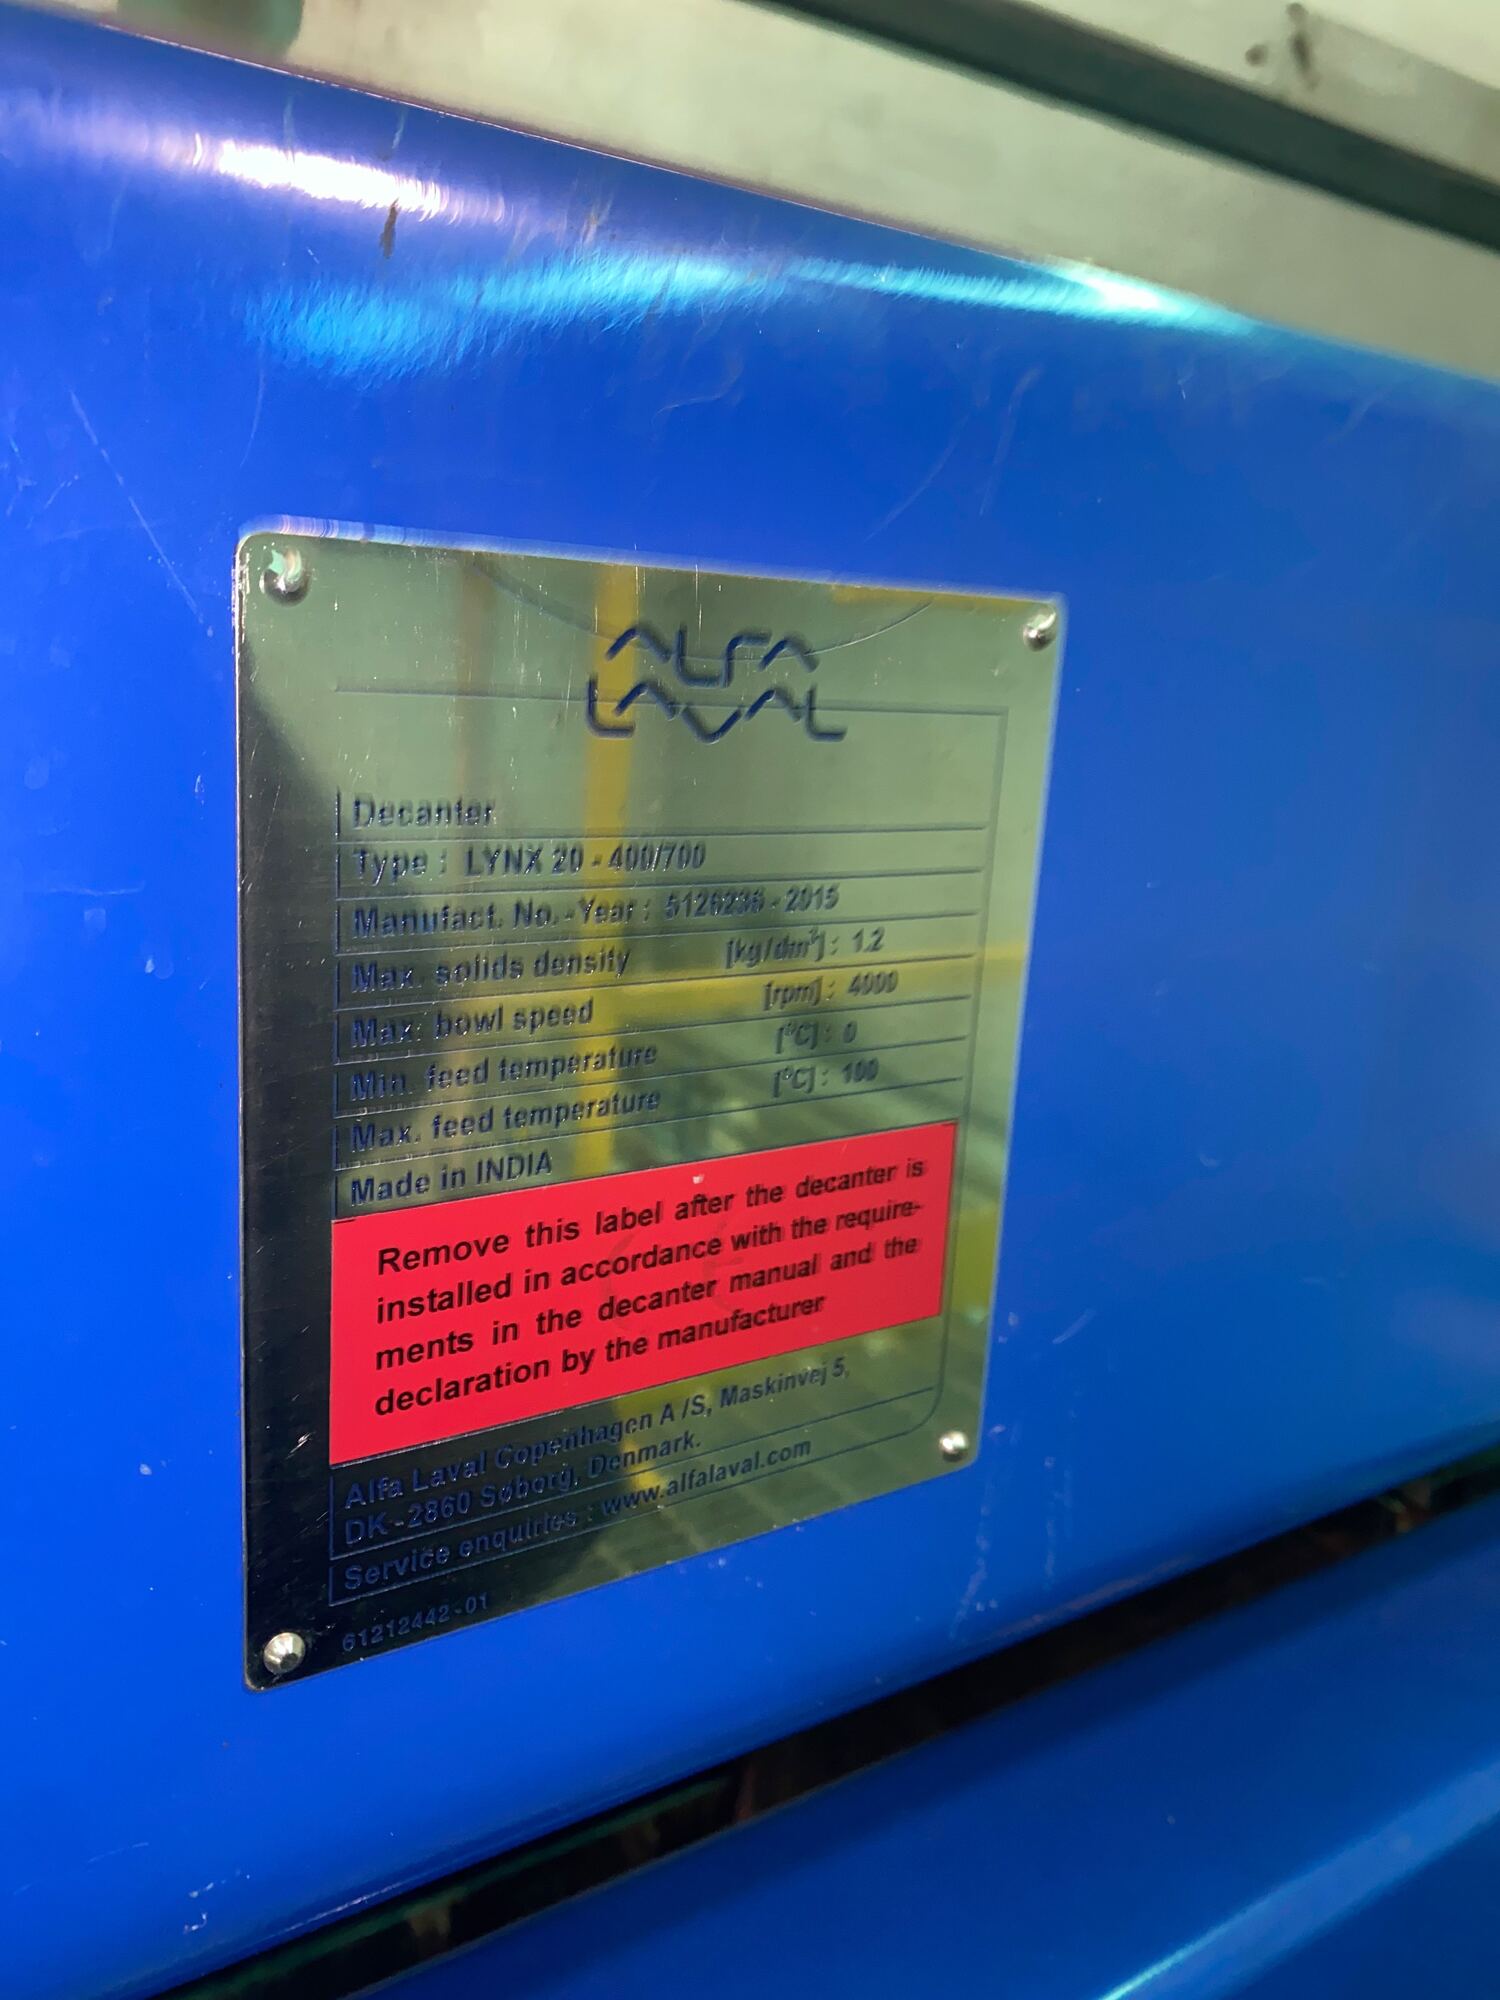 ALFA
LAVAL
Decanter
Type : LYNX 20 - 400/700
Manufact. No.-Year : 5126236 - 2015
Max. solids density [kg/dm³] : 1.2
Max. bowl speed [rpm] : 4000
Min. feed temperature [°C] : 0
Max. feed temperature [°C] : 100
Made in INDIA
Remove this label after the decanter is
installed in accordance with the require-
ments in the decanter manual and the
declaration by the manufacturer
Alfa Laval Copenhagen A /S, Maskinvej 5,
DK-2860 Søborg, Denmark.
Service enquiries : www.alfalaval.com
61212442-01